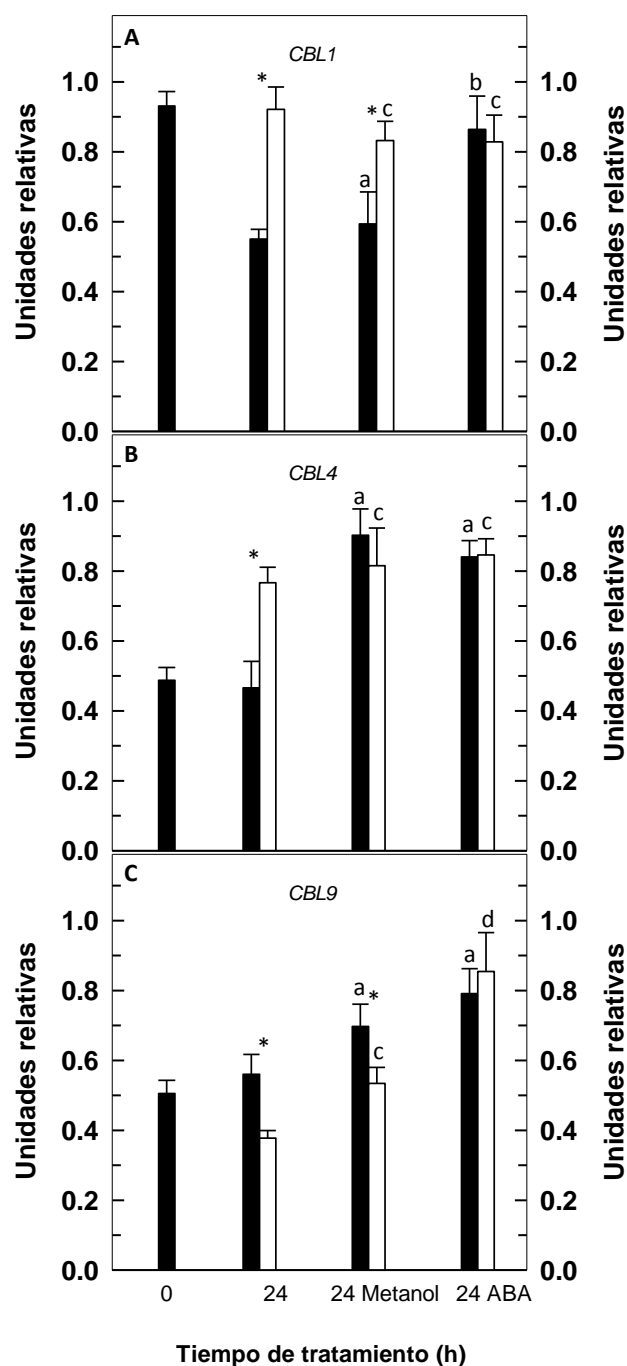 A
CBL1
Unidades relativas
Unidades relativas
1.0
0.8
0.6
0.4
0.2
0.0
1.0
0.8
0.6
0.4
0.2
0.0
*
* c
a
b
c
B
CBL4
Unidades relativas
Unidades relativas
1.0
0.8
0.6
0.4
0.2
0.0
1.0
0.8
0.6
0.4
0.2
0.0
*
a
c
a
c
C
CBL9
Unidades relativas
Unidades relativas
1.0
0.8
0.6
0.4
0.2
0.0
1.0
0.8
0.6
0.4
0.2
0.0
*
a *
c
a
d
0 24 24 Metanol 24 ABA
Tiempo de tratamiento (h)